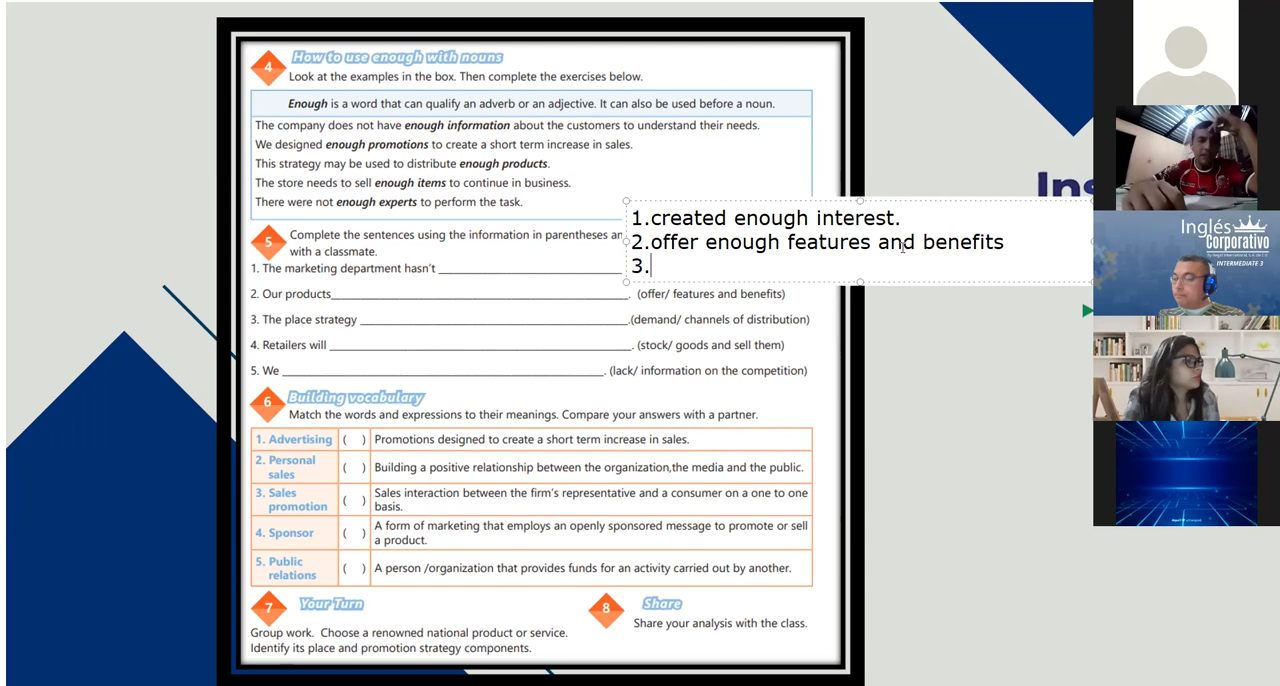 4
How to use enough with nouns
Look at the examples in the box. Then complete the exercises below.
Enough is a word that can qualify an adverb or an adjective. It can also be used before a noun.
The company does not have enough information about the customers to understand their needs.
We designed enough promotions to create a short term increase in sales.
This strategy may be used to distribute enough products.
The store needs to sell enough items to continue in business.
There were not enough experts to perform the task.
5
Complete the sentences using the information in parentheses an
with a classmate.
1. The marketing department hasn't ____________________
2. Our products____________________. (offer/ features and benefits)
3. The place strategy ____________________.(demand/ channels of distribution)
4. Retailers will ____________________. (stock/ goods and sell them)
5. We ____________________. (lack/ information on the competition)
1.created enough interest.
2.offer enough features and benefits
3.
6
Building vocabulary
Match the words and expressions to their meanings. Compare your answers with a partner.
1. Advertising ( ) Promotions designed to create a short term increase in sales.
2. Personal sales ( ) Building a positive relationship between the organization,the media and the public.
3. Sales promotion ( ) Sales interaction between the firm's representative and a consumer on a one to one basis.
4. Sponsor ( ) A form of marketing that employs an openly sponsored message to promote or sell a product.
5. Public relations ( ) A person /organization that provides funds for an activity carried out by another.
7
Your Turn
Group work. Choose a renowned national product or service.
Identify its place and promotion strategy components.
8
Share
Share your analysis with the class.
Ins
Inglés
Corporativo
INTERMEDIATE 3